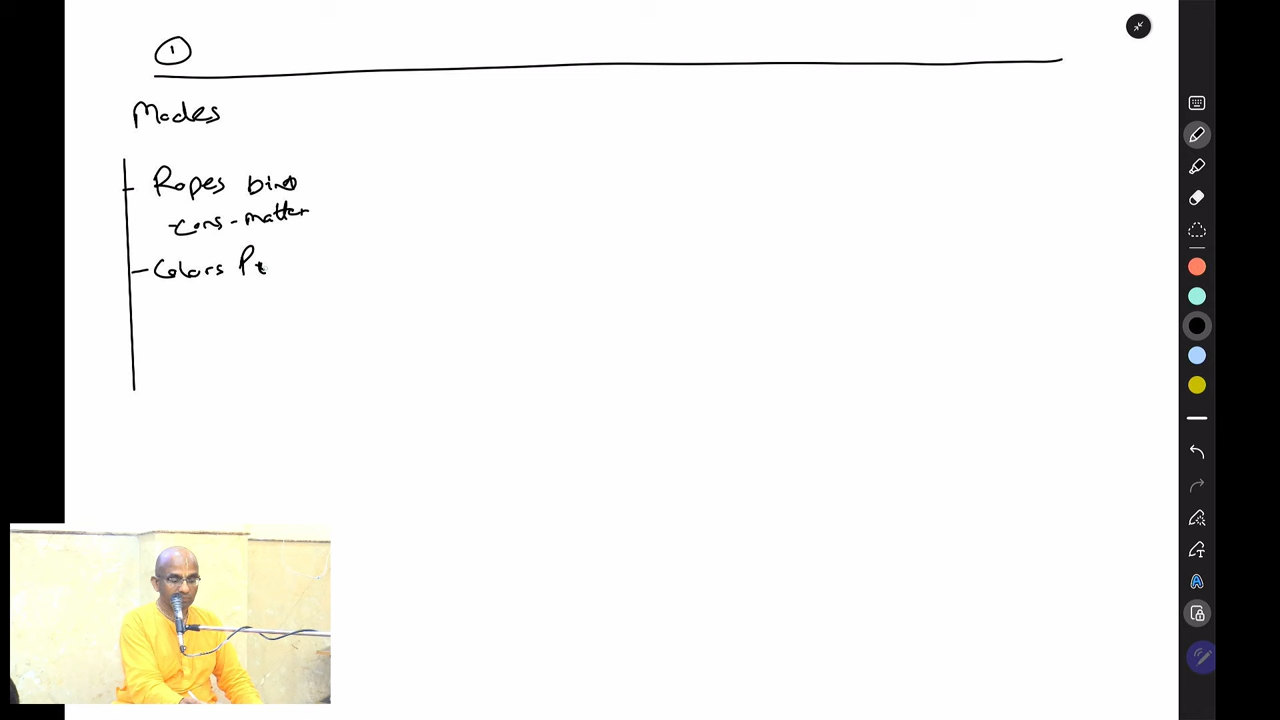 1
Modes
- Ropes bind
- cons - matter
- Colors